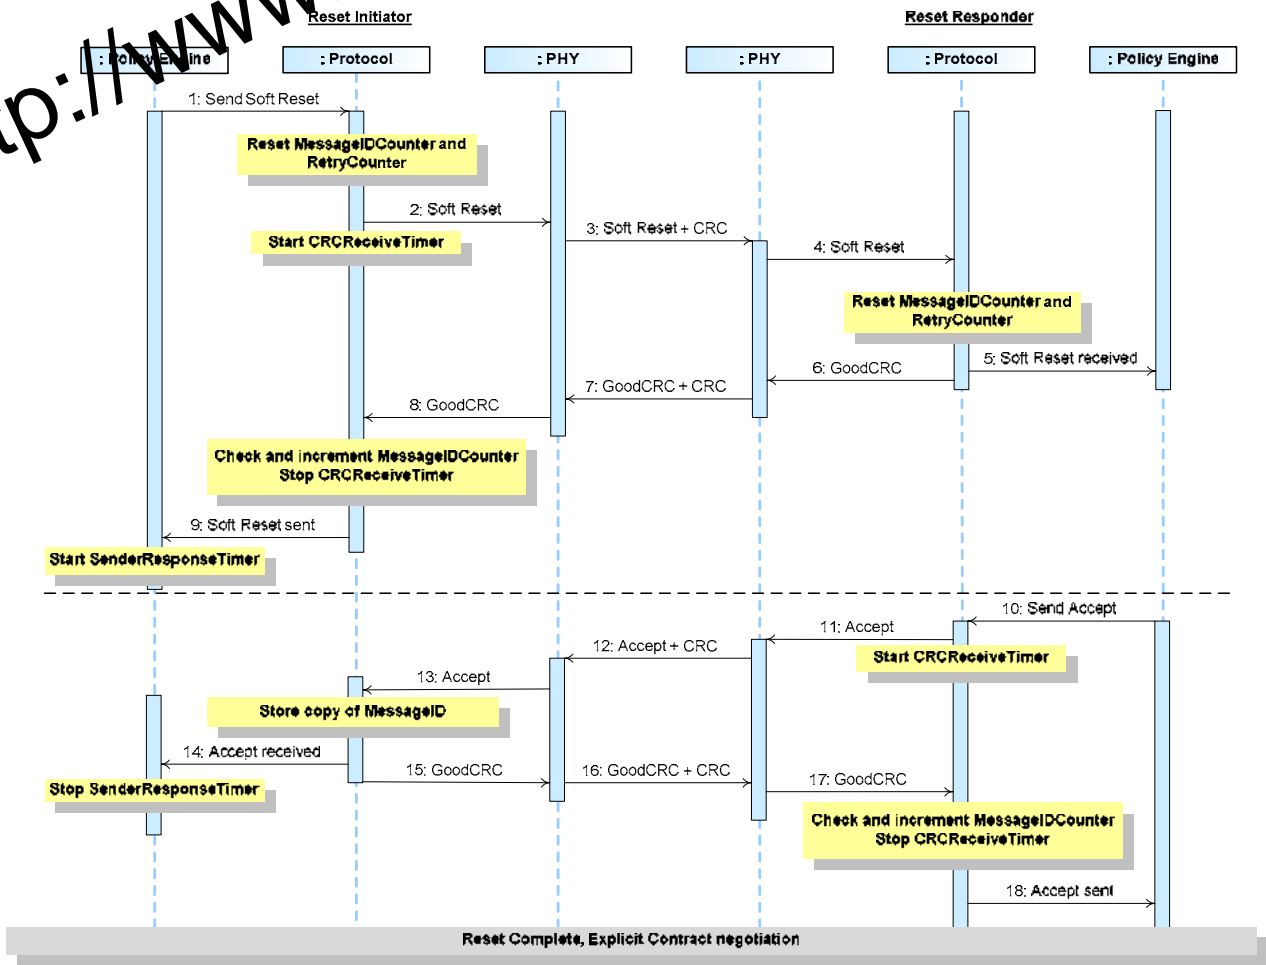 Reset Initiator
Reset Responder
tp://www
: Policy Engine
: Protocol
: PHY
: PHY
: Protocol
: Policy Engine
1: Send Soft Reset
Reset MessageIDCounter and
RetryCounter
2: Soft Reset
3: Soft Reset + CRC
Start CRCReceiveTimer
4: Soft Reset
Reset MessageIDCounter and
RetryCounter
5: Soft Reset received
6: GoodCRC
7: GoodCRC + CRC
8: GoodCRC
Check and increment MessageIDCounter
Stop CRCReceiveTimer
9: Soft Reset sent
Start SenderResponseTimer
10: Send Accept
11: Accept
12: Accept + CRC
Start CRCReceiveTimer
13: Accept
Store copy of MessageID
14: Accept received
15: GoodCRC
16: GoodCRC + CRC
17: GoodCRC
Stop SenderResponseTimer
Check and increment MessageIDCounter
Stop CRCReceiveTimer
18: Accept sent
Reset Complete, Explicit Contract negotiation